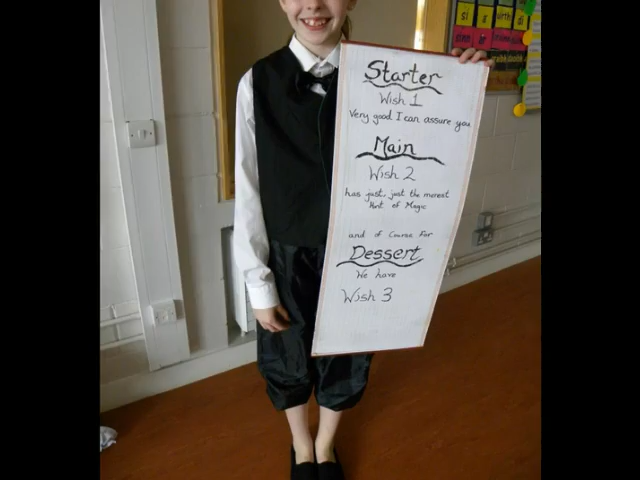 Starter
Wish 1
Very good I can assure you
Main
Wish 2
has just, just the merest
Hint of Magic
and of Course for
Dessert
We have
Wish 3